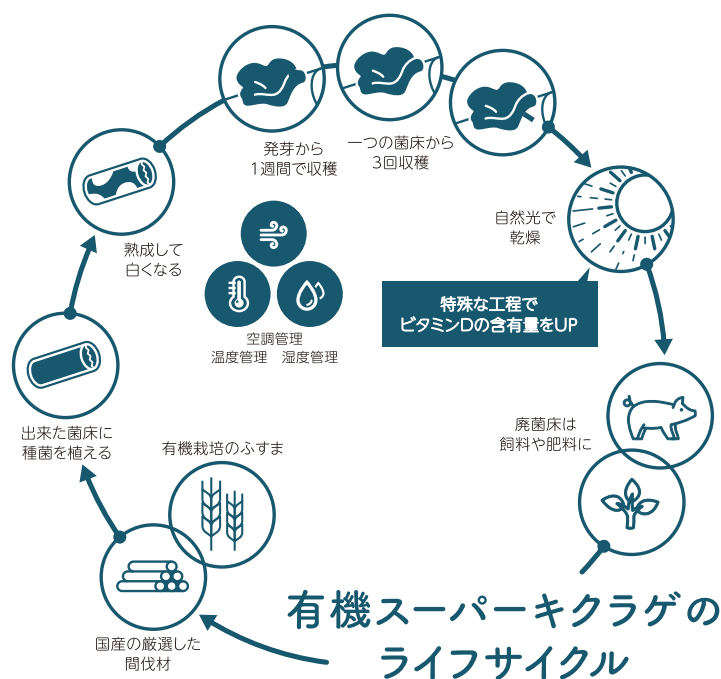 発芽から
1週間で収穫
一つの菌床から
3回収穫
自然光で
乾燥
熟成して
白くなる
特殊な工程で
ビタミンDの含有量をUP
空調管理
温度管理 湿度管理
出来た菌床に
種菌を植える
廃菌床は
飼料や肥料に
有機栽培のふすま
国産の厳選した
間伐材
有機スーパーキクラゲの
ライフサイクル